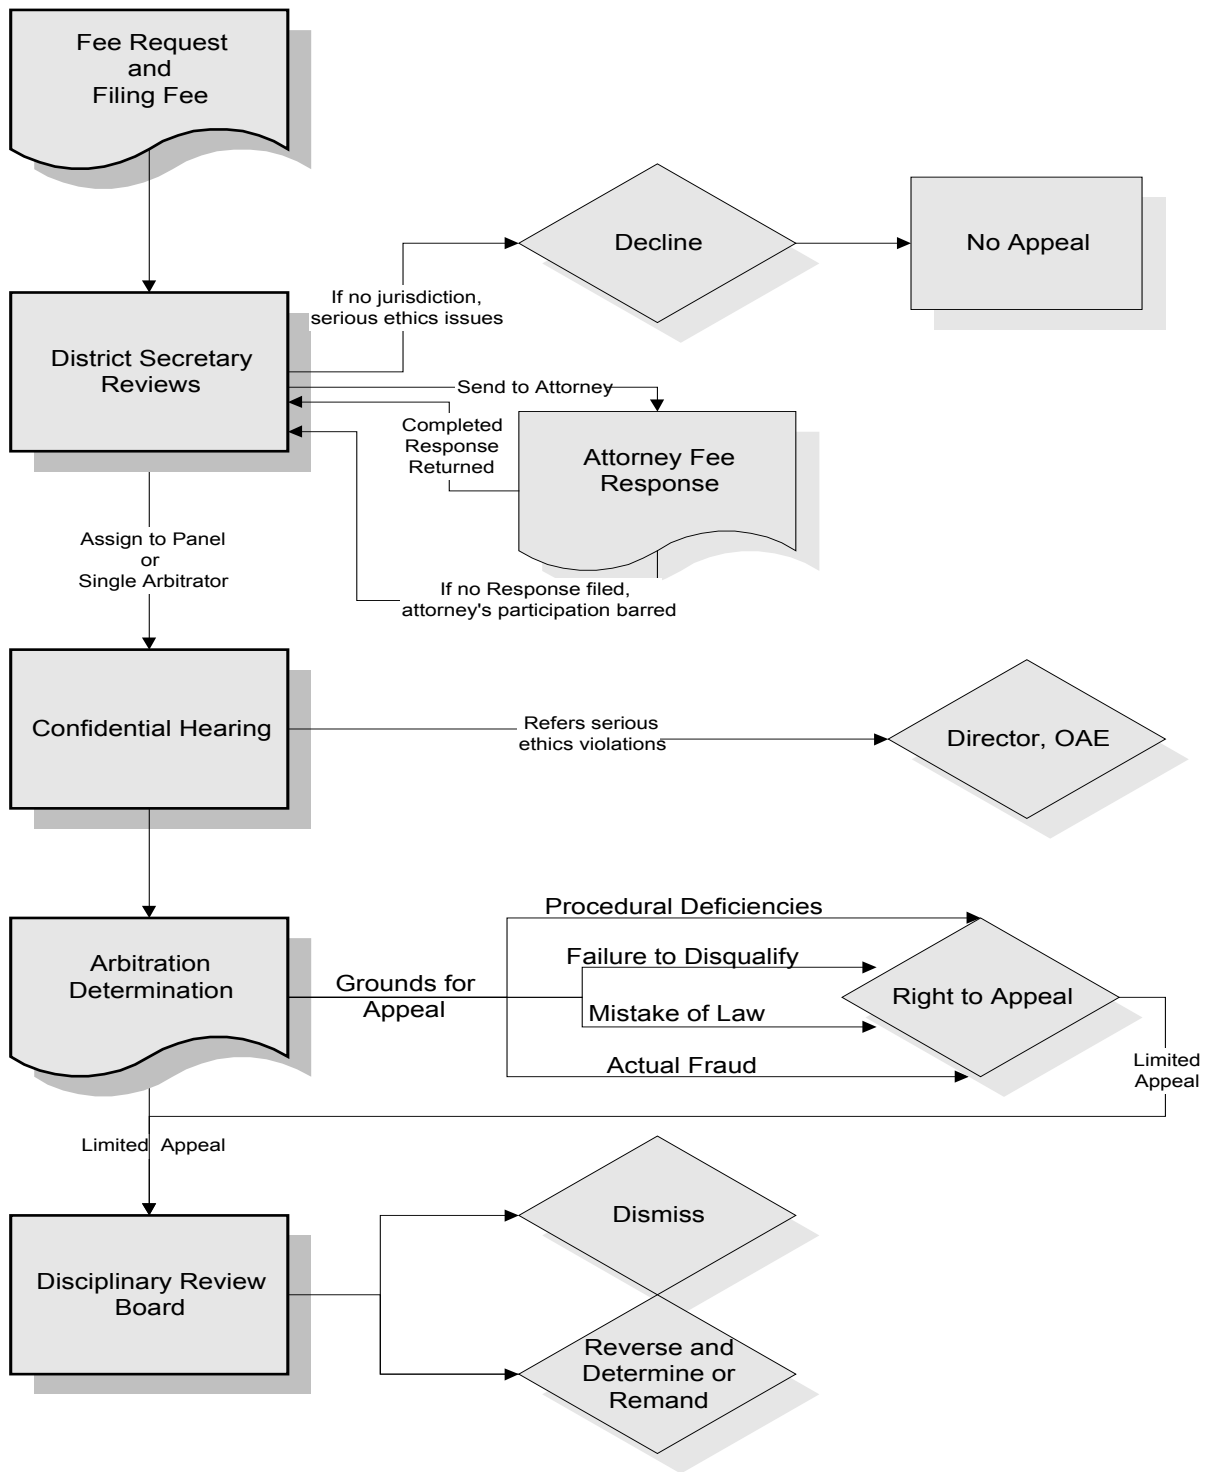 Fee Request
and
Filing Fee
Decline
No Appeal
If no jurisdiction,
serious ethics issues
District Secretary
Reviews
Send to Attorney
Completed
Response
Returned
Attorney Fee
Response
Assign to Panel
or
Single Arbitrator
If no Response filed,
attorney's participation barred
Confidential Hearing
Refers serious
ethics violations
Director, OAE
Procedural Deficiencies
Arbitration
Determination
Grounds for
Appeal
Failure to Disqualify
Mistake of Law
Actual Fraud
Right to Appeal
Limited
Appeal
Limited Appeal
Dismiss
Disciplinary Review
Board
Reverse and
Determine or
Remand